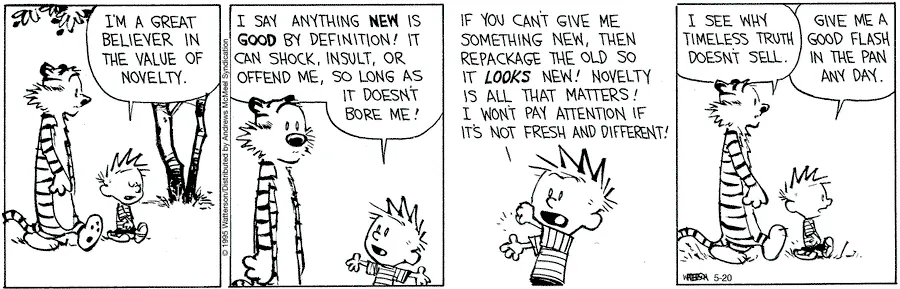 I'M A GREAT
BELIEVER IN
THE VALUE OF
NOVELTY.
© 1995 Watterson/Distributed by Andrews McMeel Syndication
I SAY ANYTHING NEW IS
GOOD BY DEFINITION! IT
CAN SHOCK, INSULT, OR
OFFEND ME, SO LONG AS
IT DOESN'T
BORE ME!
IF YOU CAN'T GIVE ME
SOMETHING NEW, THEN
REPACKAGE THE OLD SO
IT LOOKS NEW! NOVELTY
IS ALL THAT MATTERS!
I WON'T PAY ATTENTION IF
IT'S NOT FRESH AND DIFFERENT!
I SEE WHY
TIMELESS TRUTH
DOESN'T SELL.
GIVE ME A
GOOD FLASH
IN THE PAN
ANY DAY.
WATTERSON 5-20